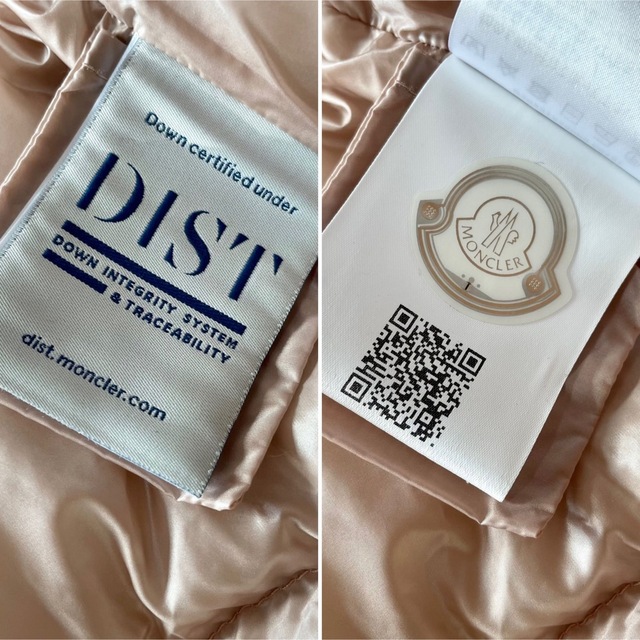 Down certified under
DIST
DOWN INTEGRITY SYSTEM
& TRACEABILITY
dist.moncler.com
MONCLER